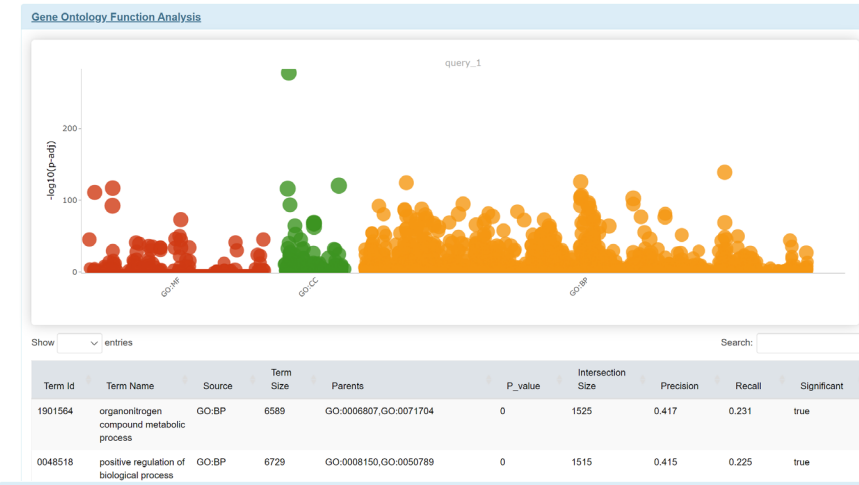 Gene Ontology Function Analysis
query_1
-log10(p-adj)
200
100
0
GO:MF
GO:CC
GO:BP
Show entries
Search:
Term Id Term Name Source Term Size Parents P_value Intersection Size Precision Recall Significant
1901564 organonitrogen GO:BP 6589 GO:0006807,GO:0071704 0 1525 0.417 0.231 true
compound metabolic
process
0048518 positive regulation of GO:BP 6729 GO:0008150,GO:0050789 0 1515 0.415 0.225 true
biological process